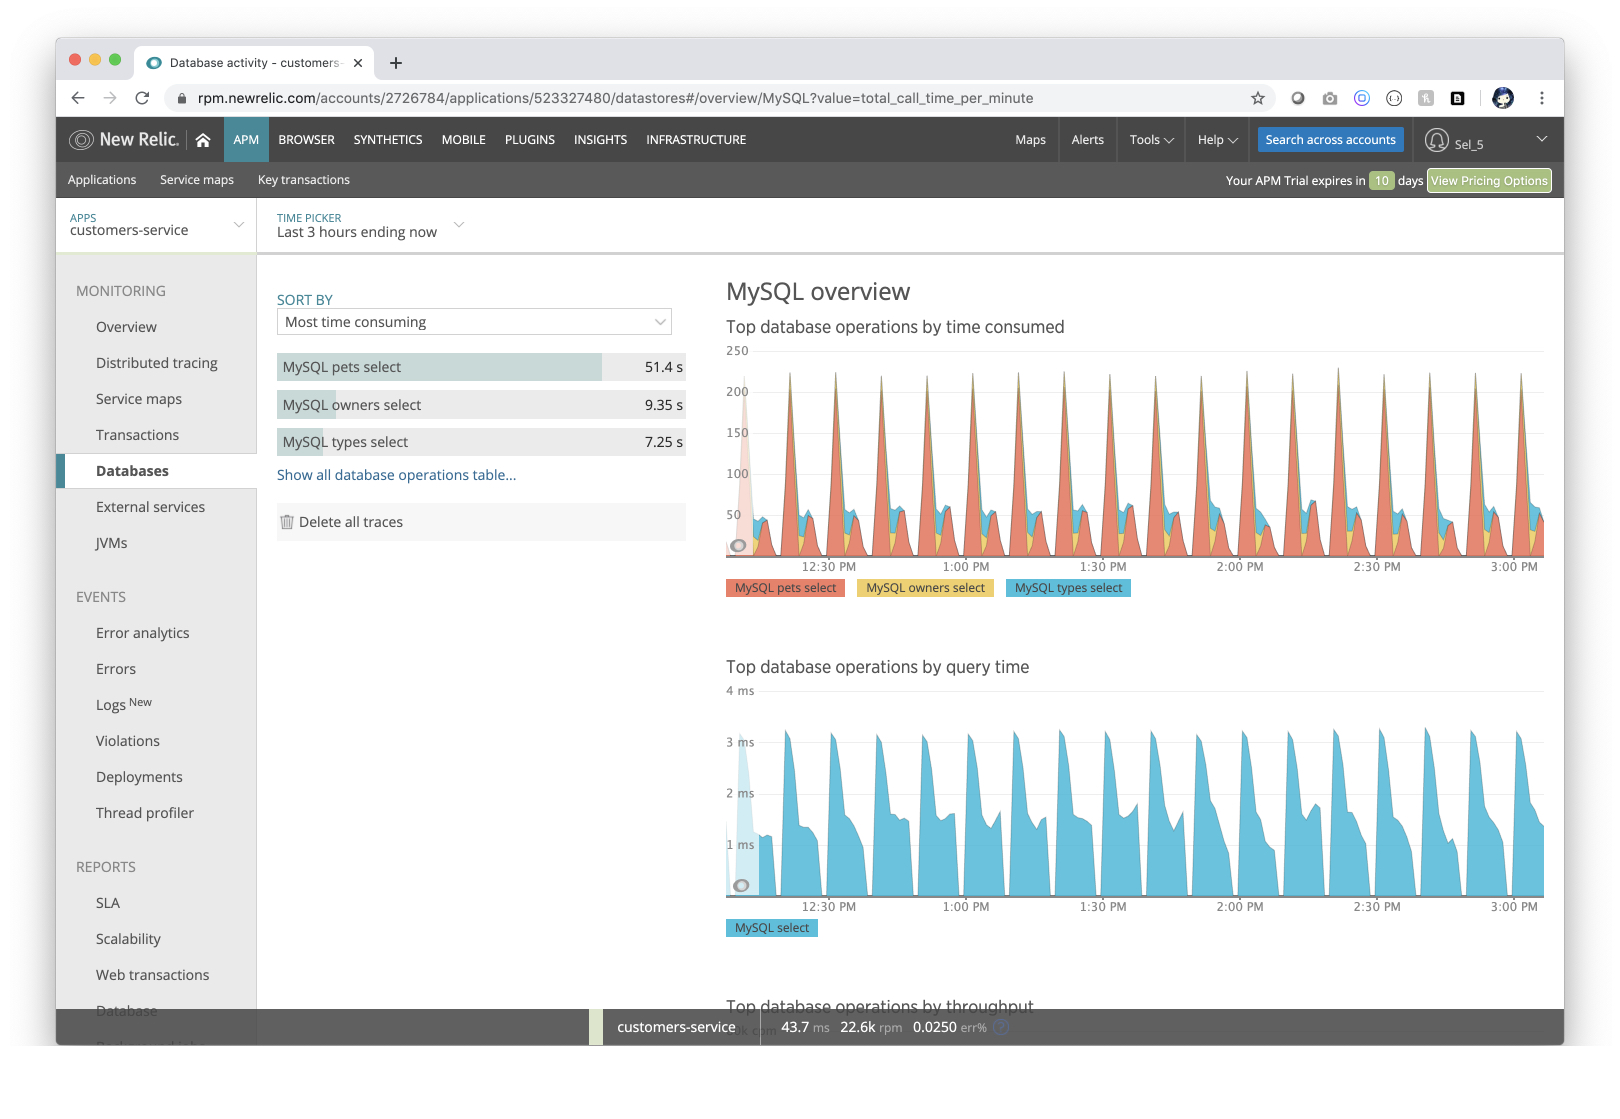 Database activity - customers-
rpm.newrelic.com/accounts/2726784/applications/523327480/datastores#/overview/MySQL?value=total_call_time_per_minute
New Relic. APM BROWSER SYNTHETICS MOBILE PLUGINS INSIGHTS INFRASTRUCTURE Maps Alerts Tools Help Search across accounts Sel_5
Applications Service maps Key transactions Your APM Trial expires in 10 days View Pricing Options
APPS
customers-service
TIME PICKER
Last 3 hours ending now
MONITORING
Overview
Distributed tracing
Service maps
Transactions
Databases
External services
JVMs
EVENTS
Error analytics
Errors
Logs New
Violations
Deployments
Thread profiler
REPORTS
SLA
Scalability
Web transactions
Database
SORT BY
Most time consuming
MySQL pets select 51.4 s
MySQL owners select 9.35 s
MySQL types select 7.25 s
Show all database operations table...
Delete all traces
MySQL overview
Top database operations by time consumed
250
200
150
100
50
12:30 PM 1:00 PM 1:30 PM 2:00 PM 2:30 PM 3:00 PM
MySQL pets select MySQL owners select MySQL types select
Top database operations by query time
4 ms
3 ms
2 ms
1 ms
12:30 PM 1:00 PM 1:30 PM 2:00 PM 2:30 PM 3:00 PM
MySQL select
Top database operations by throughput
customers-service 43.7 ms 22.6k rpm 0.0250 err% ?